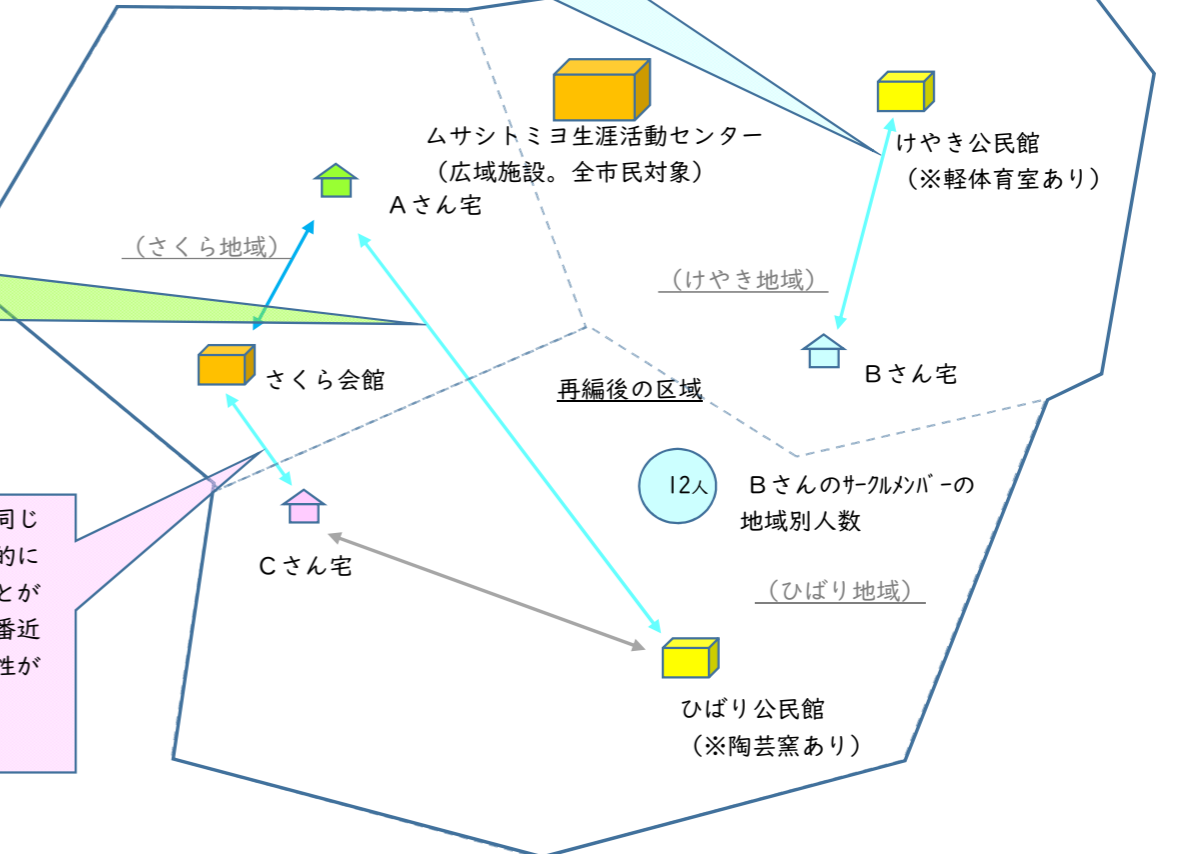 ムサシトミヨ生涯活動センター
（広域施設。全市民対象）
けやき公民館
（※軽体育室あり）
Ａさん宅
（さくら地域）
（けやき地域）
さくら会館
Ｂさん宅
再編後の区域
12人
Ｂさんのｻｰｸﾙﾒﾝﾊﾞｰの
地域別人数
同じ
的に
とが
番近
性が
Ｃさん宅
（ひばり地域）
ひばり公民館
（※陶芸窯あり）